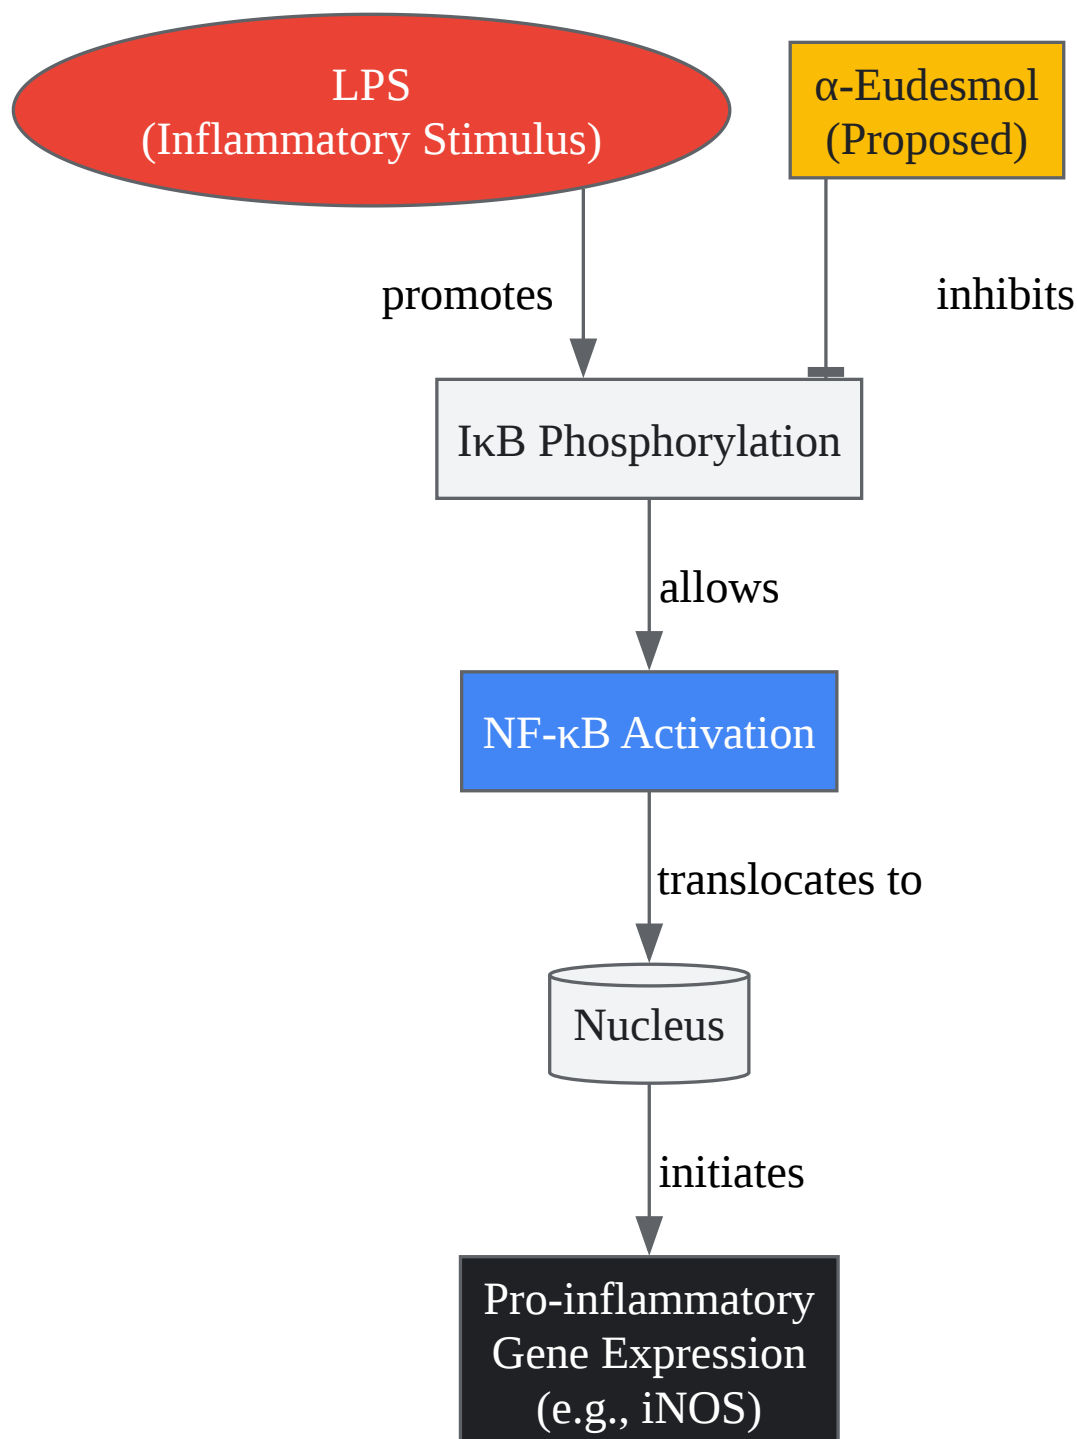 LPS
(Inflammatory Stimulus)
α-Eudesmol
(Proposed)
promotes
inhibits
IκB Phosphorylation
allows
NF-κB Activation
translocates to
Nucleus
initiates
Pro-inflammatory
Gene Expression
(e.g., iNOS)